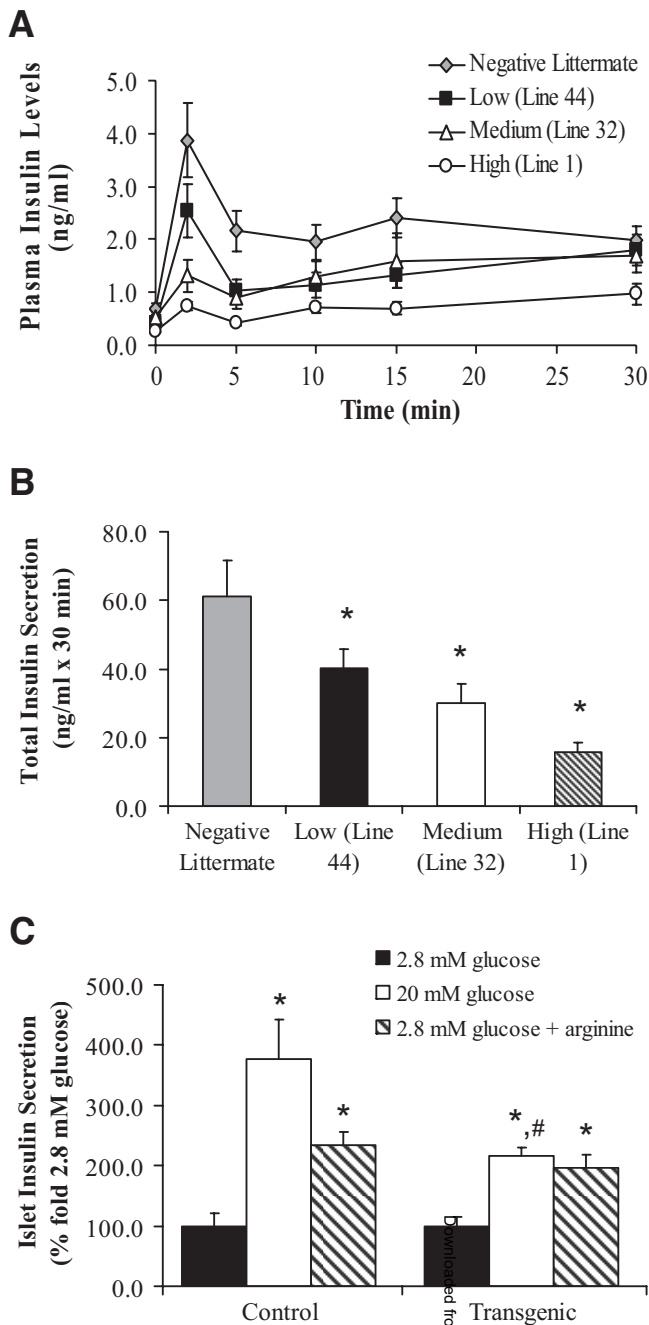 A
Negative Littermate
Low (Line 44)
Medium (Line 32)
High (Line 1)
Plasma Insulin Levels
(ng/ml)
5.0
4.0
3.0
2.0
1.0
0.0
0 5 10 15 20 25 30
Time (min)
B
Total Insulin Secretion
(ng/ml x 30 min)
80.0
60.0
40.0
20.0
0.0
*
*
*
Negative
Littermate
Low (Line
44)
Medium
(Line 32)
High (Line
1)
C
Islet Insulin Secretion
(% fold 2.8 mM glucose)
2.8 mM glucose
20 mM glucose
2.8 mM glucose + arginine
500.0
400.0
300.0
200.0
100.0
0.0
*
*
*,#
*
Downloaded fro
Control Transgenic